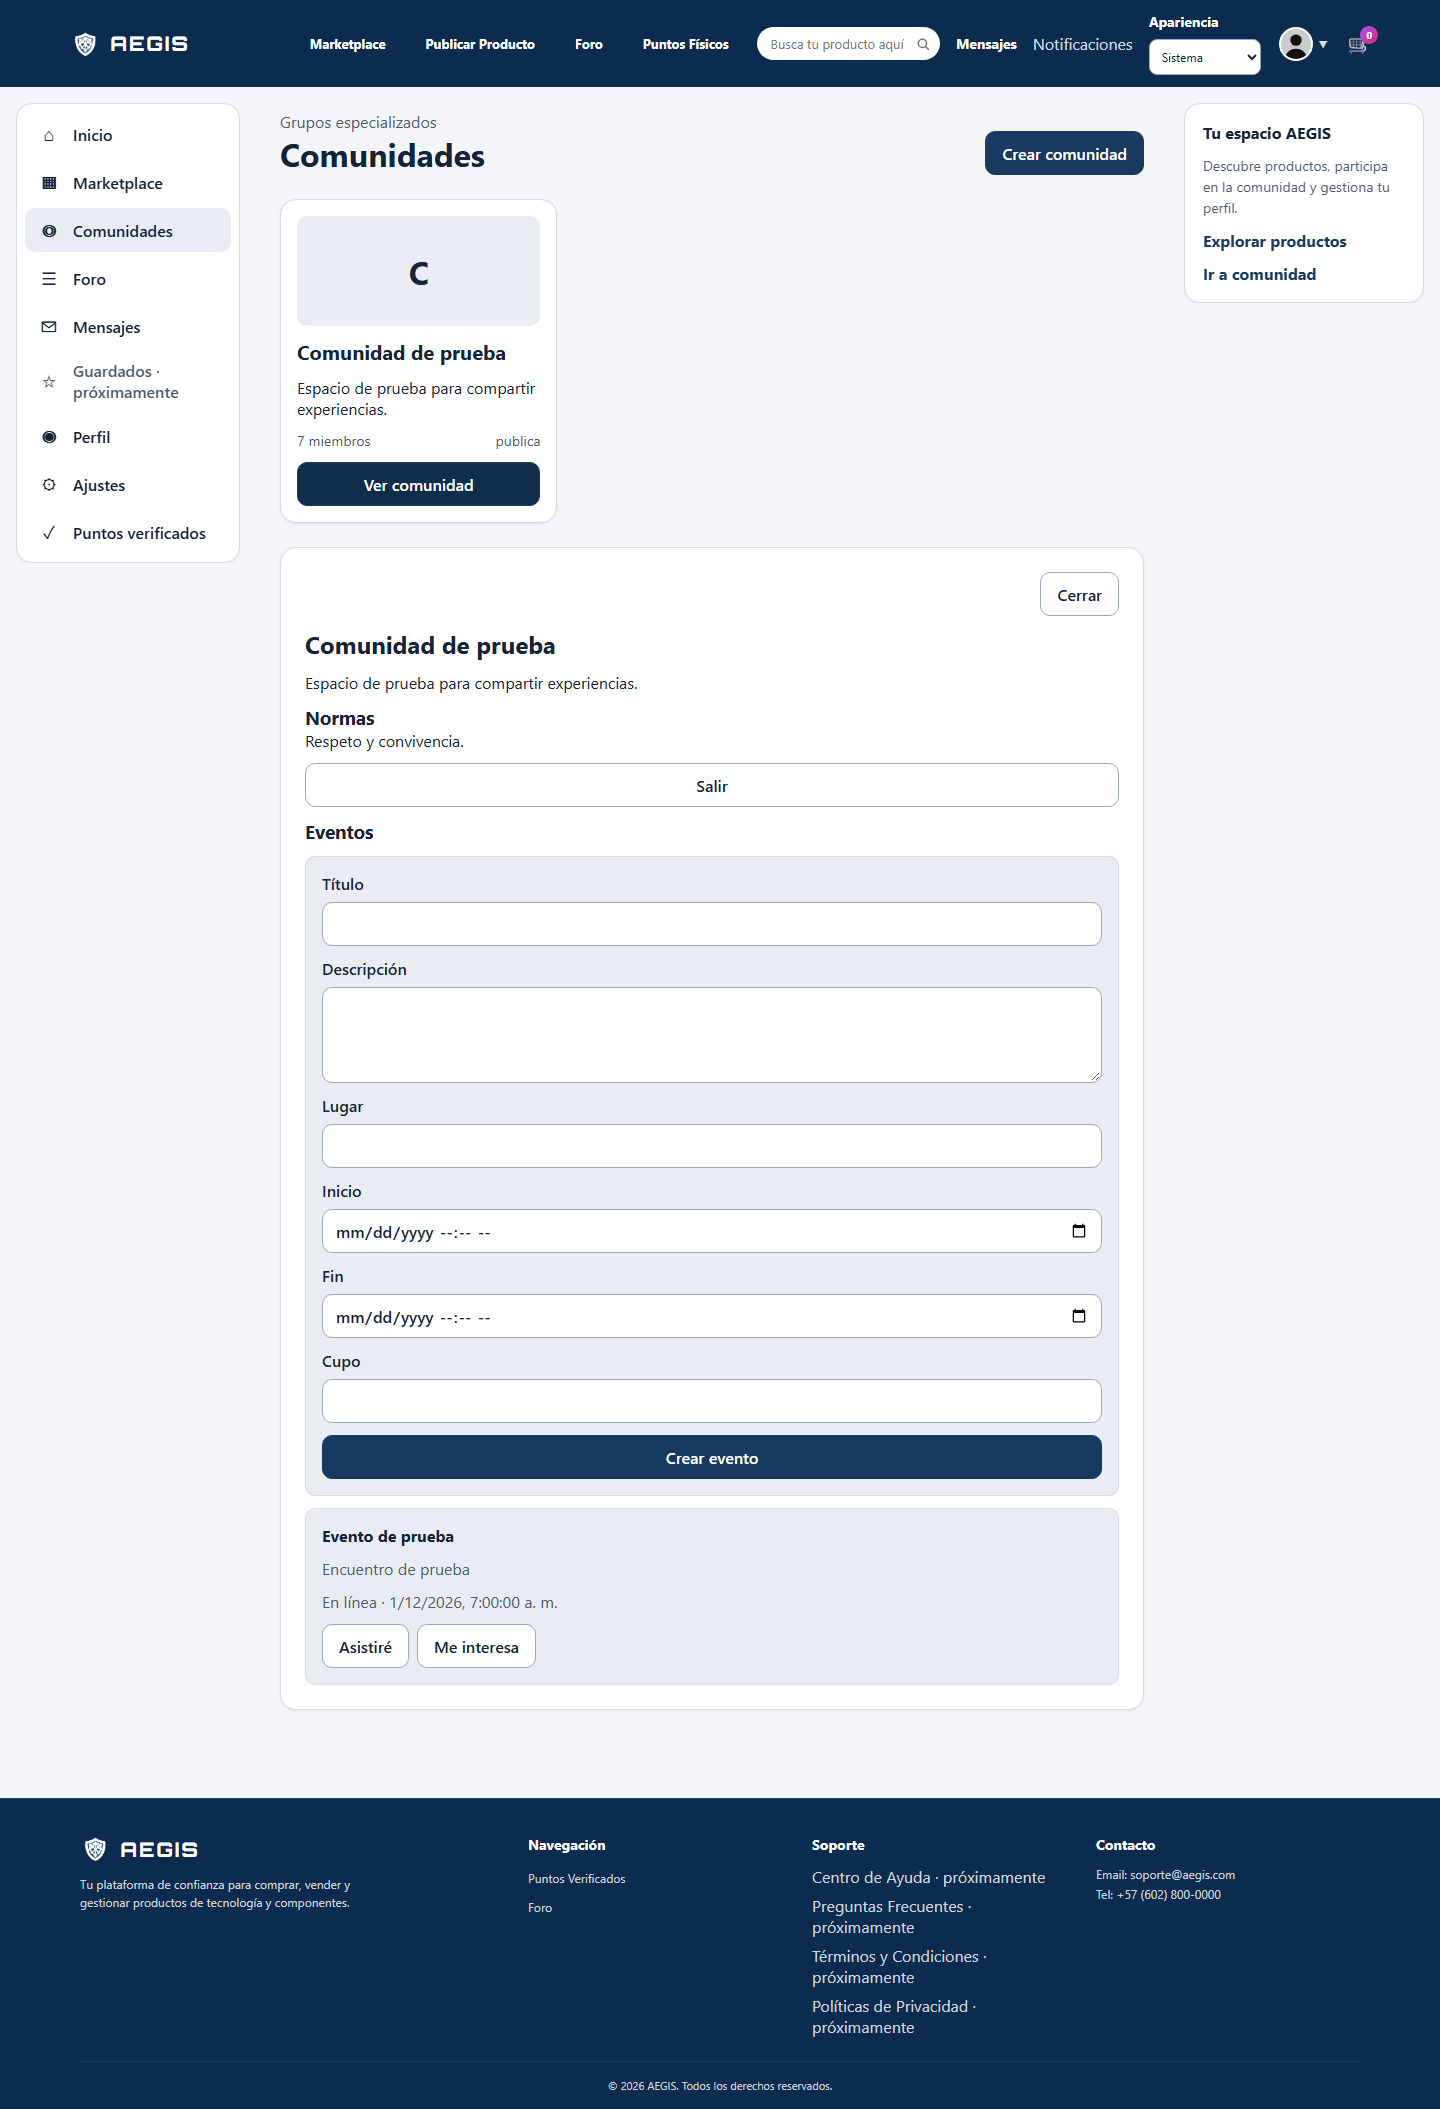 AEGIS
Marketplace
Publicar Producto
Foro
Puntos Físicos
Busca tu producto aquí
Mensajes
Notificaciones
Apariencia
Sistema
0
Inicio
Marketplace
Comunidades
Foro
Mensajes
Guardados ·
próximamente
Perfil
Ajustes
Puntos verificados
Grupos especializados
Comunidades
Crear comunidad
C
Comunidad de prueba
Espacio de prueba para compartir
experiencias.
7 miembros
publica
Ver comunidad
Tu espacio AEGIS
Descubre productos, participa
en la comunidad y gestiona tu
perfil.
Explorar productos
Ir a comunidad
Cerrar
Comunidad de prueba
Espacio de prueba para compartir experiencias.
Normas
Respeto y convivencia.
Salir
Eventos
Título
Descripción
Lugar
Inicio
mm/dd/yyyy --:-- --
Fin
mm/dd/yyyy --:-- --
Cupo
Crear evento
Evento de prueba
Encuentro de prueba
En línea · 1/12/2026, 7:00:00 a. m.
Asistiré
Me interesa
AEGIS
Tu plataforma de confianza para comprar, vender y
gestionar productos de tecnología y componentes.
Navegación
Puntos Verificados
Foro
Soporte
Centro de Ayuda · próximamente
Preguntas Frecuentes ·
próximamente
Términos y Condiciones ·
próximamente
Políticas de Privacidad ·
próximamente
Contacto
Email: soporte@aegis.com
Tel: +57 (602) 800-0000
© 2026 AEGIS. Todos los derechos reservados.